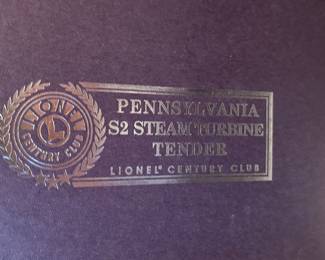 LIONEL
L
CENTURY CLUB
PENNSYLVANIA
S2 STEAM TURBINE
TENDER
LIONEL® CENTURY CLUB